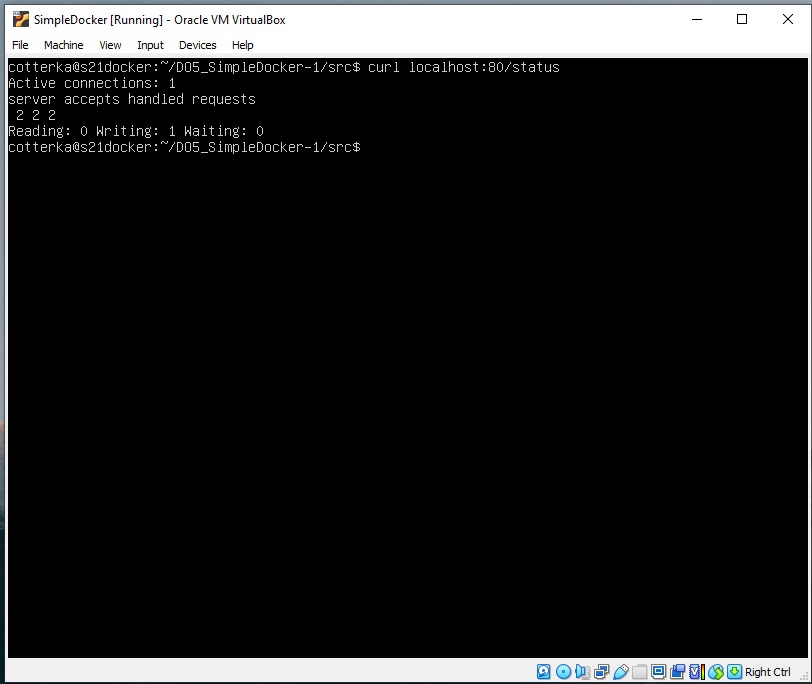 SimpleDocker [Running] - Oracle VM VirtualBox
File Machine View Input Devices Help
cotterka@s21docker:~/DO5_SimpleDocker-1/src$ curl localhost:80/status
Active connections: 1
server accepts handled requests
2 2 2
Reading: 0 Writing: 1 Waiting: 0
cotterka@s21docker:~/DO5_SimpleDocker-1/src$
Right Ctrl